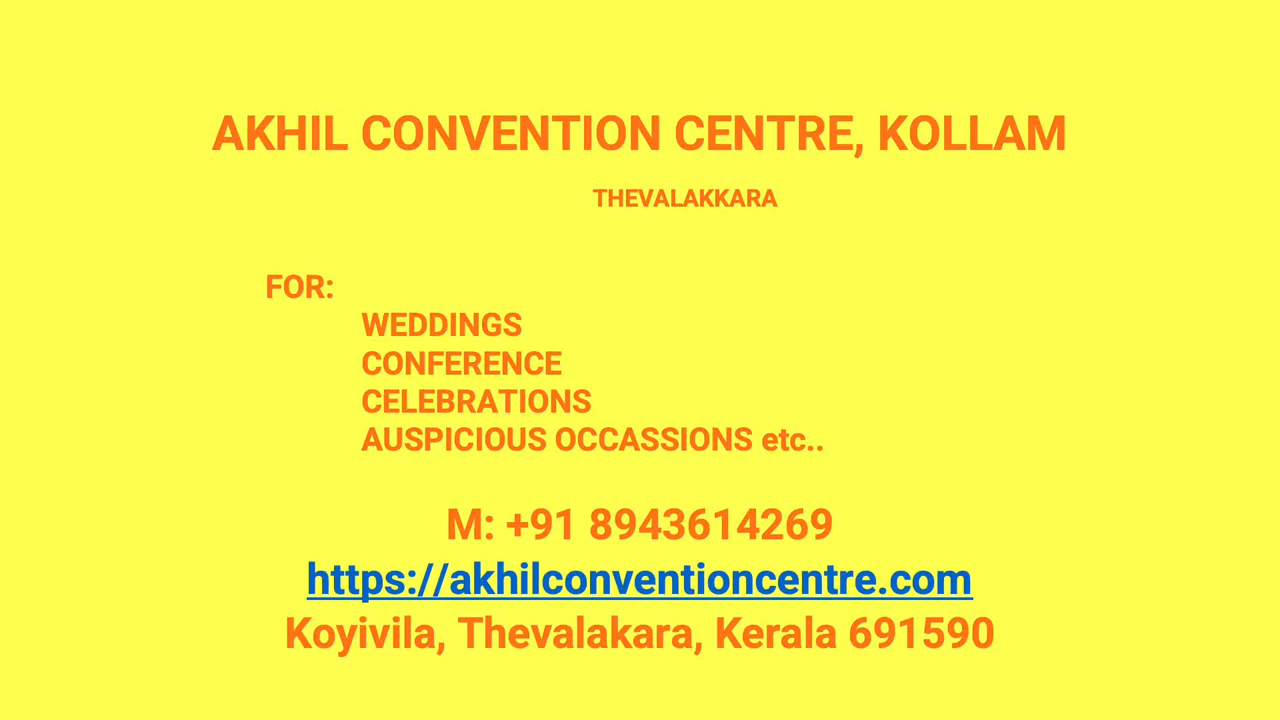 AKHIL CONVENTION CENTRE, KOLLAM
THEVALAKKARA
FOR:
WEDDINGS
CONFERENCE
CELEBRATIONS
AUSPICIOUS OCCASSIONS etc..
M: +91 8943614269
https://akhilconventioncentre.com
Koyivila, Thevalakara, Kerala 691590